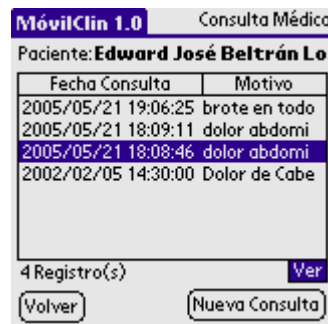 MóvilClin 1.0 Consulta Médica
Paciente: Edward José Beltrán Lo
Fecha Consulta Motivo
2005/05/21 19:06:25 brote en todo
2005/05/21 18:09:11 dolor abdomi
2005/05/21 18:08:46 dolor abdomi
2002/02/05 14:30:00 Dolor de Cabe
4 Registro(s) Ver
Volver Nueva Consulta